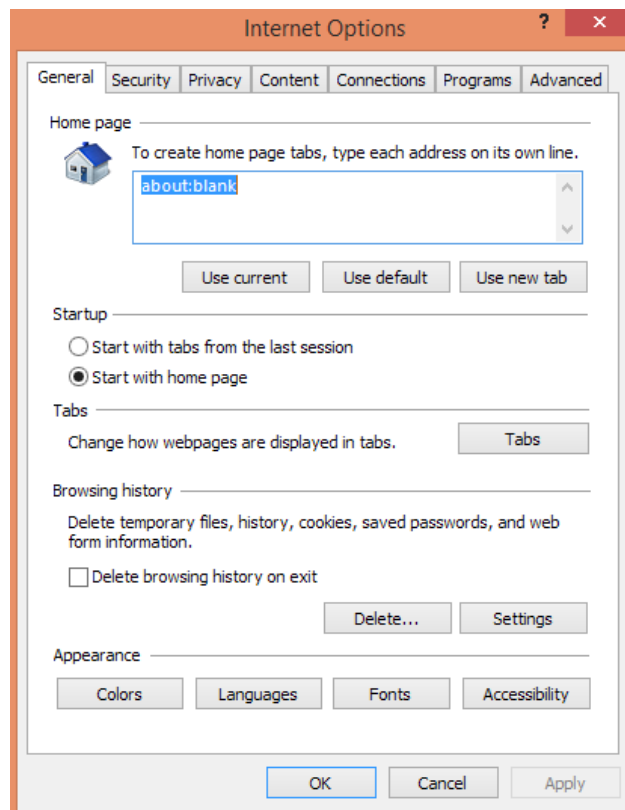 Internet Options
?
General Security Privacy Content Connections Programs Advanced
Home page
To create home page tabs, type each address on its own line.
about:blank
Use current Use default Use new tab
Startup
Start with tabs from the last session
Start with home page
Tabs
Change how webpages are displayed in tabs. Tabs
Browsing history
Delete temporary files, history, cookies, saved passwords, and web
form information.
Delete browsing history on exit
Delete... Settings
Appearance
Colors Languages Fonts Accessibility
OK Cancel Apply